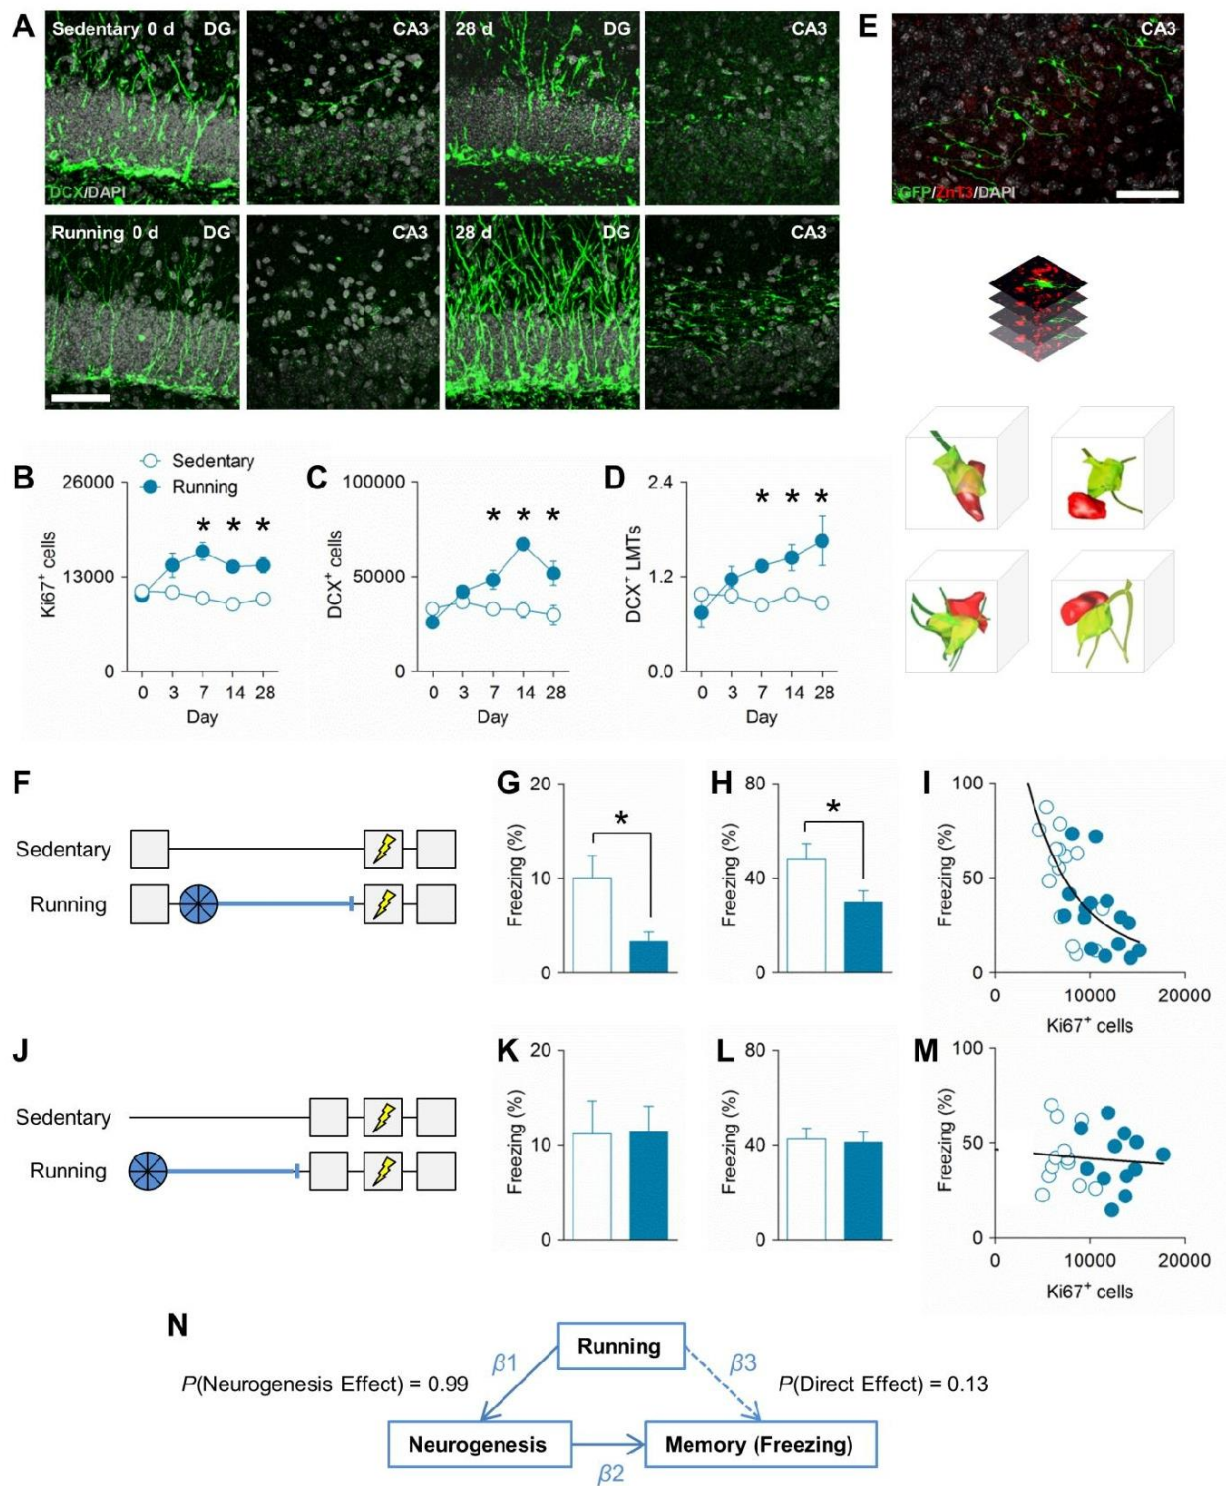 A
Sedentary 0 d DG
CA3
28 d DG
CA3
DCX/DAPI
Running 0 d DG
CA3
28 d DG
CA3
E
CA3
GFP/ZnT3/DAPI
B
Sedentary
Running
26000
13000
0
Ki67⁺ cells
* * *
0 3 7 14 28
Day
C
100000
50000
0
DCX⁺ cells
* * *
0 3 7 14 28
Day
D
2.4
1.2
0.0
DCX⁺ LMTs
* * *
0 3 7 14 28
Day
F
Sedentary
Running
G
20
10
0
Freezing (%)
*
H
80
40
0
Freezing (%)
*
I
100
50
0
Freezing (%)
0 10000 20000
Ki67⁺ cells
J
Sedentary
Running
K
20
10
0
Freezing (%)
L
80
40
0
Freezing (%)
M
100
50
0
Freezing (%)
0 10000 20000
Ki67⁺ cells
N
Running
β1
β3
P(Neurogenesis Effect) = 0.99
P(Direct Effect) = 0.13
Neurogenesis
Memory (Freezing)
β2